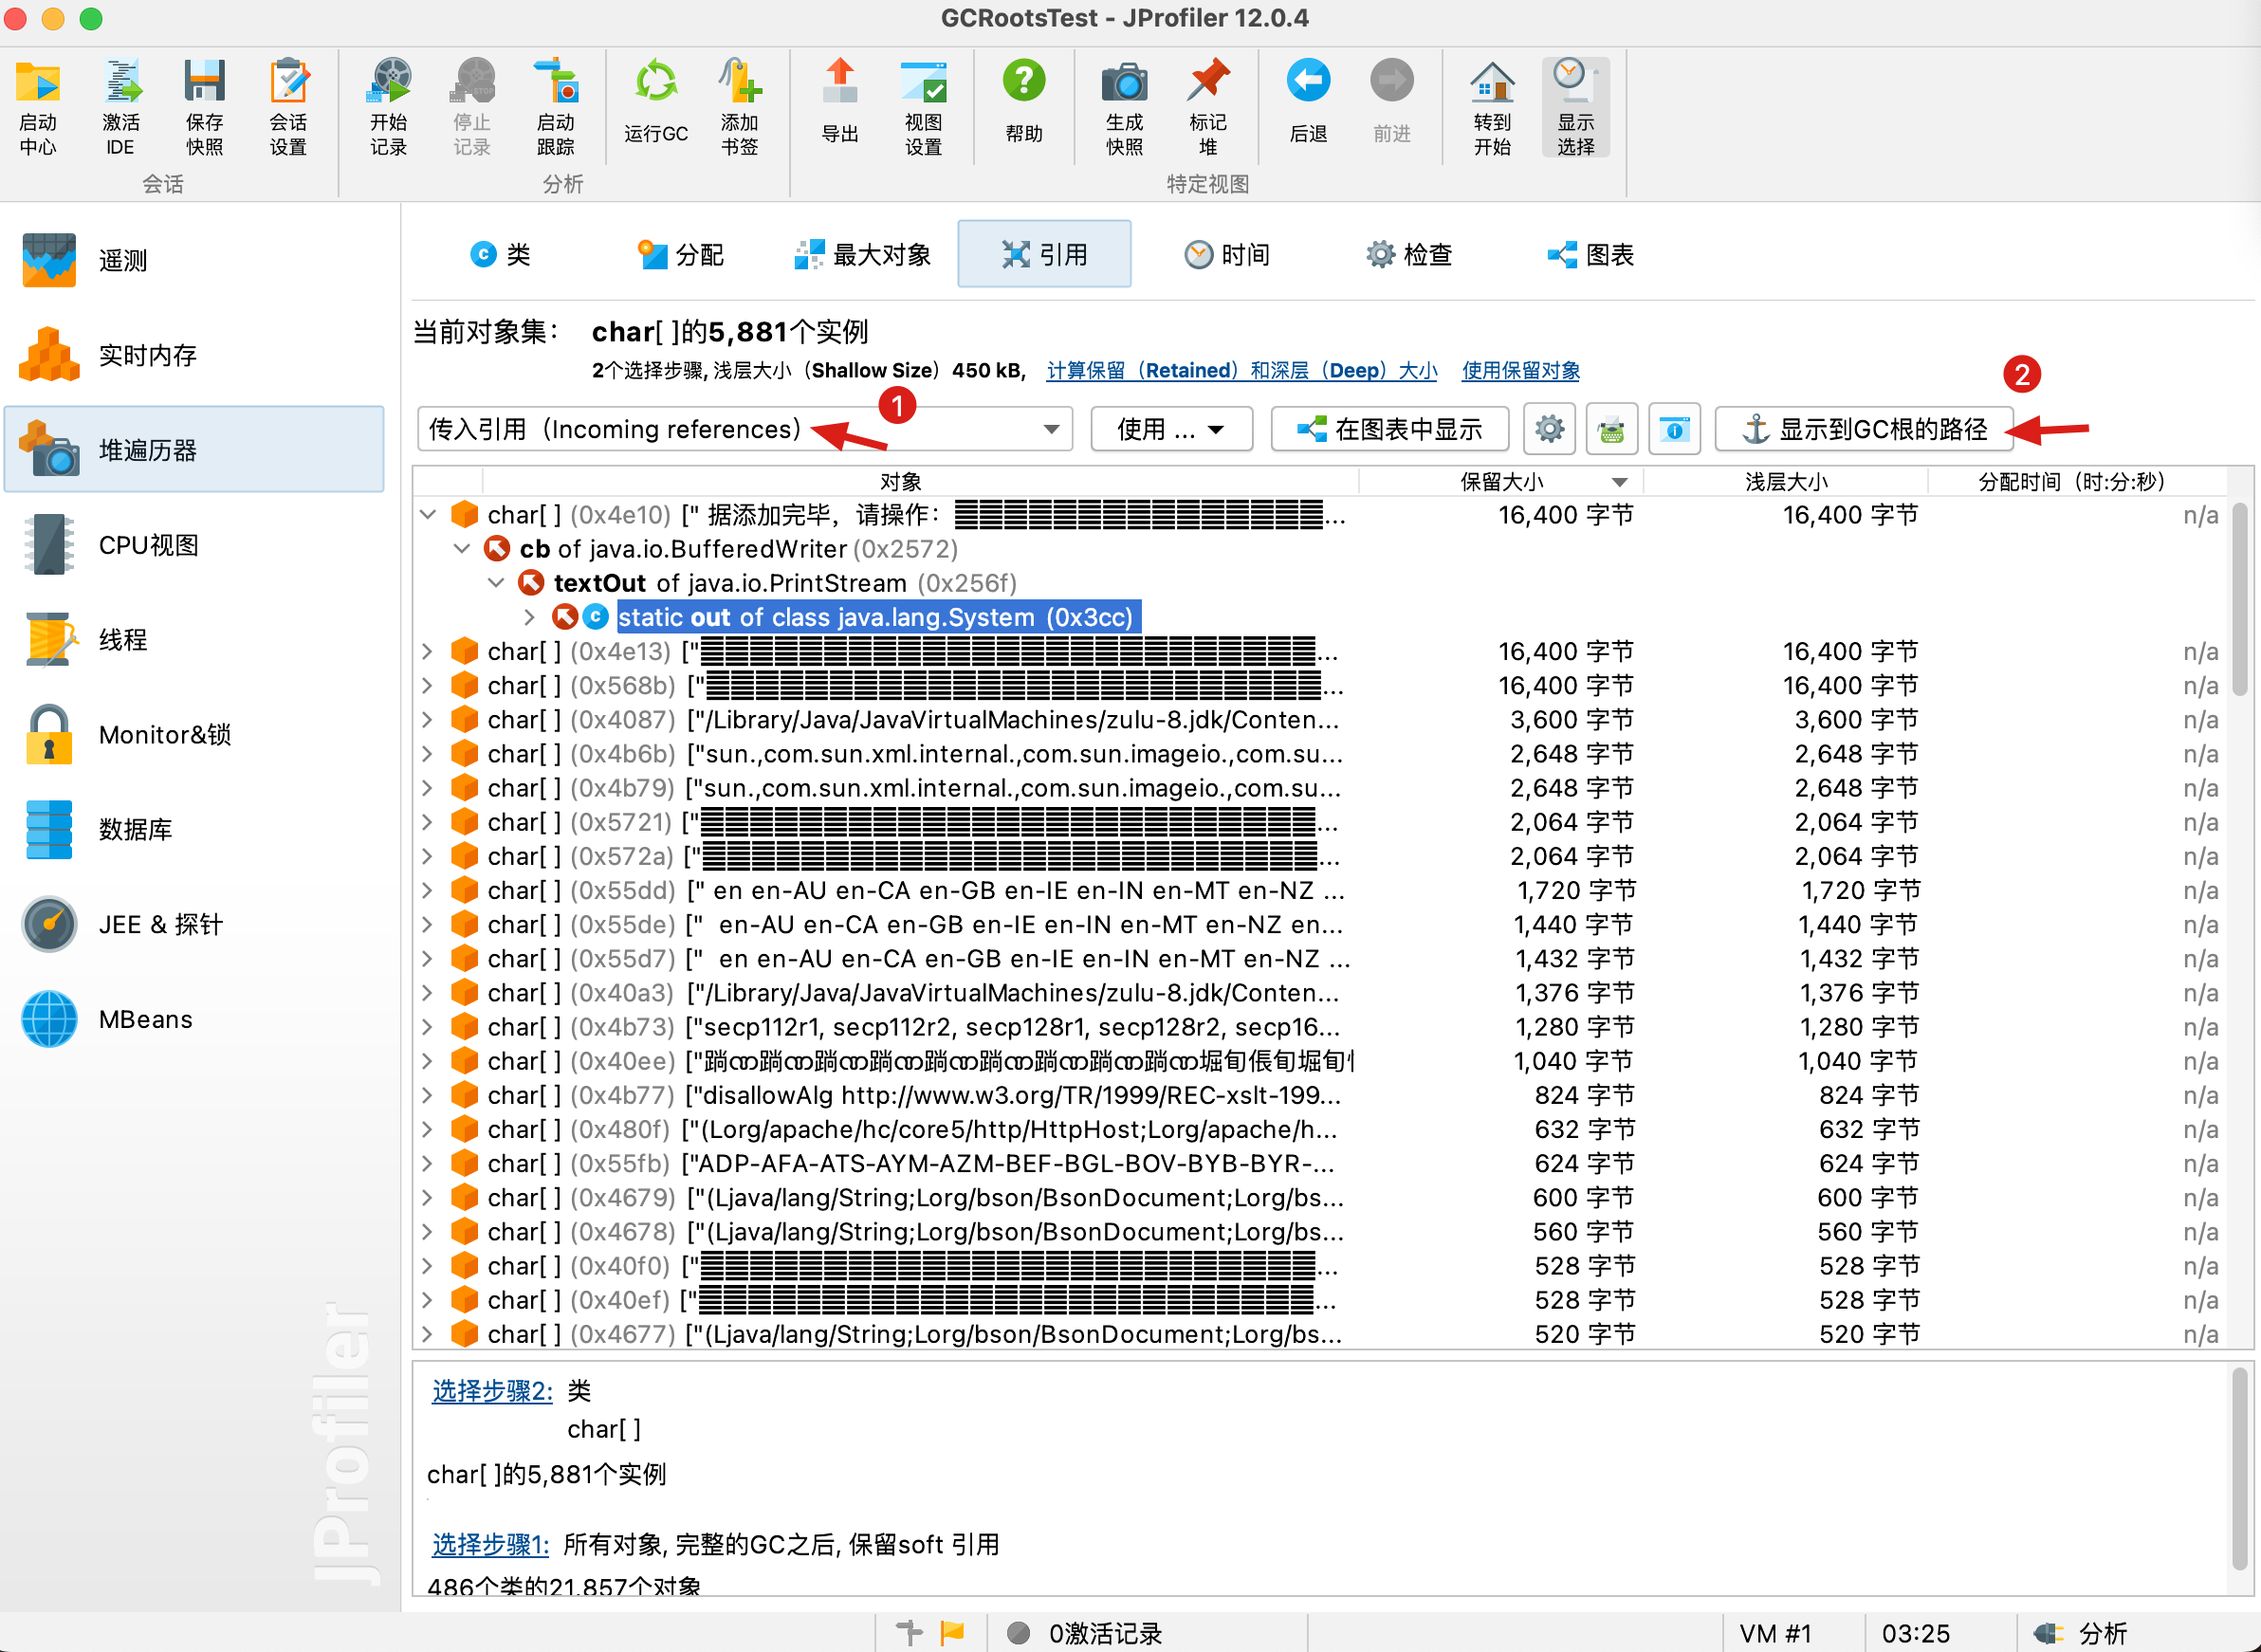 GCRootsTest - JProfiler 12.0.4
启动中心
激活IDE
保存快照
会话设置
开始记录
停止记录
启动跟踪
运行GC
添加书签
导出
视图设置
帮助
生成快照
标记堆
后退
前进
转到开始
显示选择
会话
分析
特定视图
遥测
实时内存
堆遍历器
CPU视图
线程
Monitor&锁
数据库
JEE & 探针
MBeans
JProfiler
类
分配
最大对象
引用
时间
检查
图表
当前对象集： char[ ]的5,881个实例
2个选择步骤, 浅层大小（Shallow Size）450 kB, 计算保留（Retained）和深层（Deep）大小 使用保留对象
1
2
传入引用（Incoming references）
使用 ...
在图表中显示
显示到GC根的路径
对象 保留大小 浅层大小 分配时间（时:分:秒）
char[ ] (0x4e10) [" 据添加完毕，请操作： ... 16,400 字节 16,400 字节 n/a
cb of java.io.BufferedWriter (0x2572)
textOut of java.io.PrintStream (0x256f)
static out of class java.lang.System (0x3cc)
char[ ] (0x4e13) [" ... 16,400 字节 16,400 字节 n/a
char[ ] (0x568b) [" ... 16,400 字节 16,400 字节 n/a
char[ ] (0x4087) ["/Library/Java/JavaVirtualMachines/zulu-8.jdk/Conten... 3,600 字节 3,600 字节 n/a
char[ ] (0x4b6b) ["sun.,com.sun.xml.internal.,com.sun.imageio.,com.su... 2,648 字节 2,648 字节 n/a
char[ ] (0x4b79) ["sun.,com.sun.xml.internal.,com.sun.imageio.,com.su... 2,648 字节 2,648 字节 n/a
char[ ] (0x5721) [" ... 2,064 字节 2,064 字节 n/a
char[ ] (0x572a) [" ... 2,064 字节 2,064 字节 n/a
char[ ] (0x55dd) [" en en-AU en-CA en-GB en-IE en-IN en-MT en-NZ ... 1,720 字节 1,720 字节 n/a
char[ ] (0x55de) [" en-AU en-CA en-GB en-IE en-IN en-MT en-NZ en... 1,440 字节 1,440 字节 n/a
char[ ] (0x55d7) [" en en-AU en-CA en-GB en-IE en-IN en-MT en-NZ ... 1,432 字节 1,432 字节 n/a
char[ ] (0x40a3) ["/Library/Java/JavaVirtualMachines/zulu-8.jdk/Conten... 1,376 字节 1,376 字节 n/a
char[ ] (0x4b73) ["secp112r1, secp112r2, secp128r1, secp128r2, secp16... 1,280 字节 1,280 字节 n/a
char[ ] (0x40ee) [" 1,040 字节 1,040 字节 n/a
char[ ] (0x4b77) ["disallowAlg http://www.w3.org/TR/1999/REC-xslt-199... 824 字节 824 字节 n/a
char[ ] (0x480f) ["(Lorg/apache/hc/core5/http/HttpHost;Lorg/apache/h... 632 字节 632 字节 n/a
char[ ] (0x55fb) ["ADP-AFA-ATS-AYM-AZM-BEF-BGL-BOV-BYB-BYR-... 624 字节 624 字节 n/a
char[ ] (0x4679) ["(Ljava/lang/String;Lorg/bson/BsonDocument;Lorg/bs... 600 字节 600 字节 n/a
char[ ] (0x4678) ["(Ljava/lang/String;Lorg/bson/BsonDocument;Lorg/bs... 560 字节 560 字节 n/a
char[ ] (0x40f0) [" ... 528 字节 528 字节 n/a
char[ ] (0x40ef) [" ... 528 字节 528 字节 n/a
char[ ] (0x4677) ["(Ljava/lang/String;Lorg/bson/BsonDocument;Lorg/bs... 520 字节 520 字节 n/a
选择步骤2: 类
char[ ]
char[ ]的5,881个实例
选择步骤1: 所有对象, 完整的GC之后, 保留soft 引用
486个类的21,857个对象
0激活记录
VM #1
03:25
分析